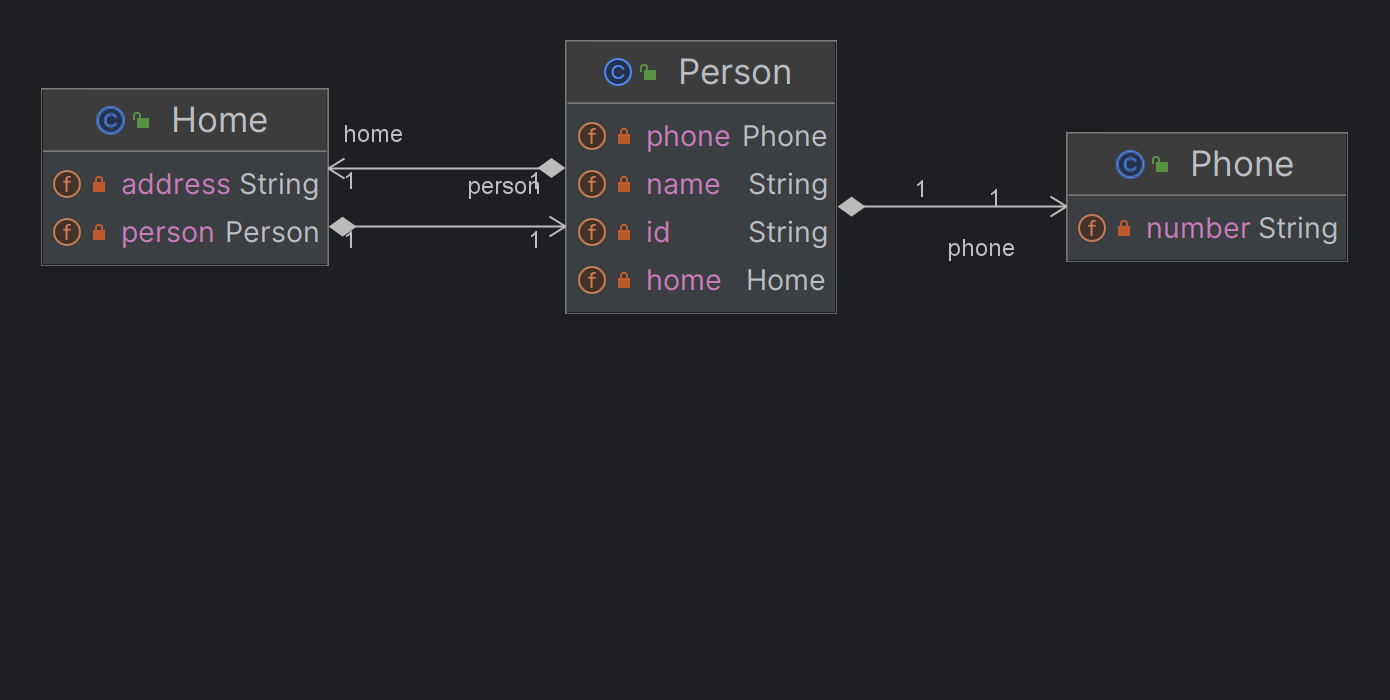 Home
address String
person Person
home
person
1
1
1
1
Person
phone Phone
name String
id String
home Home
1
1
phone
Phone
number String